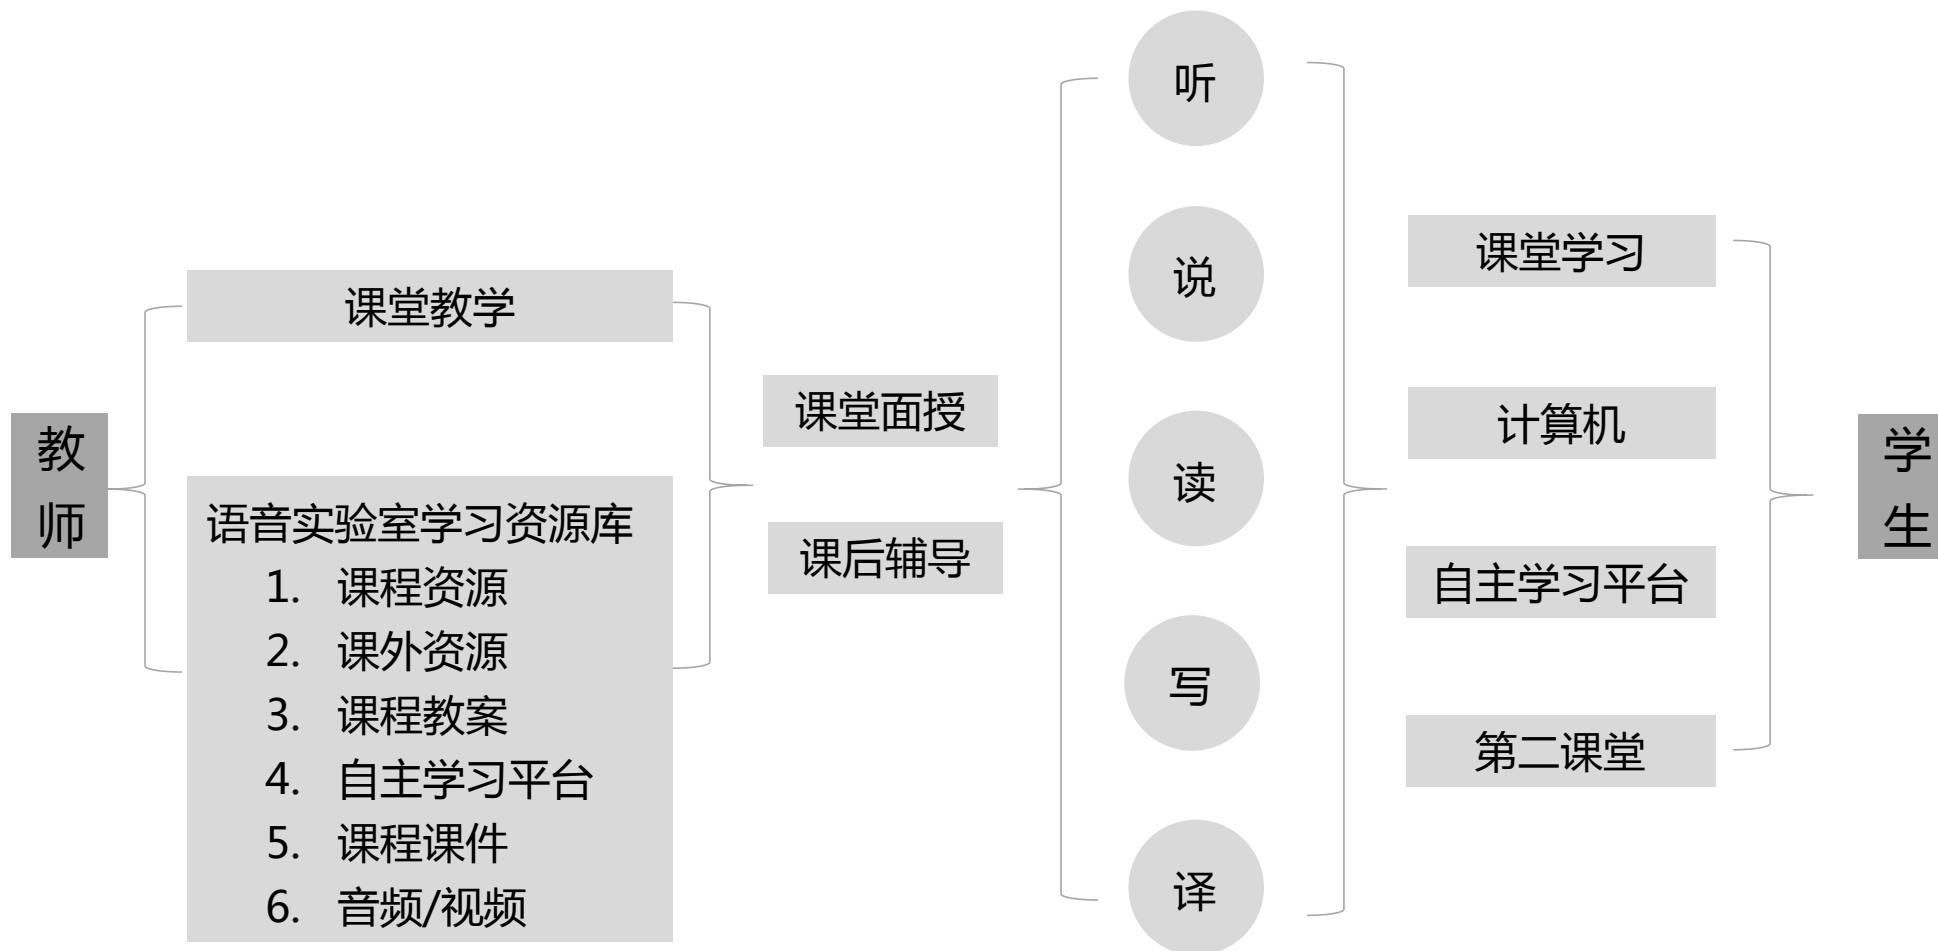 教
师
课堂教学
语音实验室学习资源库
1. 课程资源
2. 课外资源
3. 课程教案
4. 自主学习平台
5. 课程课件
6. 音频/视频
课堂面授
课后辅导
听
说
读
写
译
课堂学习
计算机
自主学习平台
第二课堂
学
生